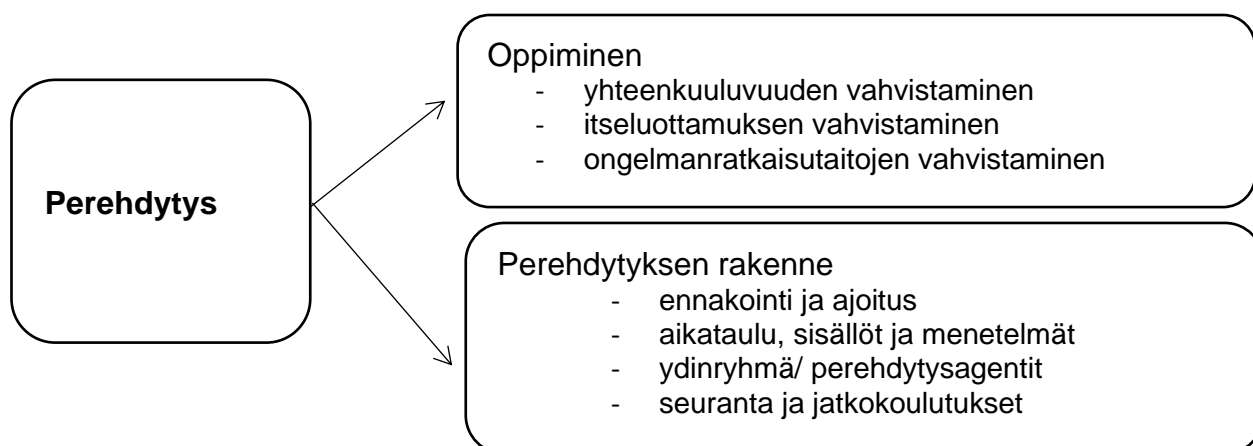 Perehdytys
Oppiminen
- yhteenkuuluvuuden vahvistaminen
- itseluottamuksen vahvistaminen
- ongelmanratkaisutaitojen vahvistaminen
Perehdytyksen rakenne
- ennakointi ja ajoitus
- aikataulu, sisällöt ja menetelmät
- ydinryhmä/ perehdytysagentit
- seuranta ja jatkokoulutukset